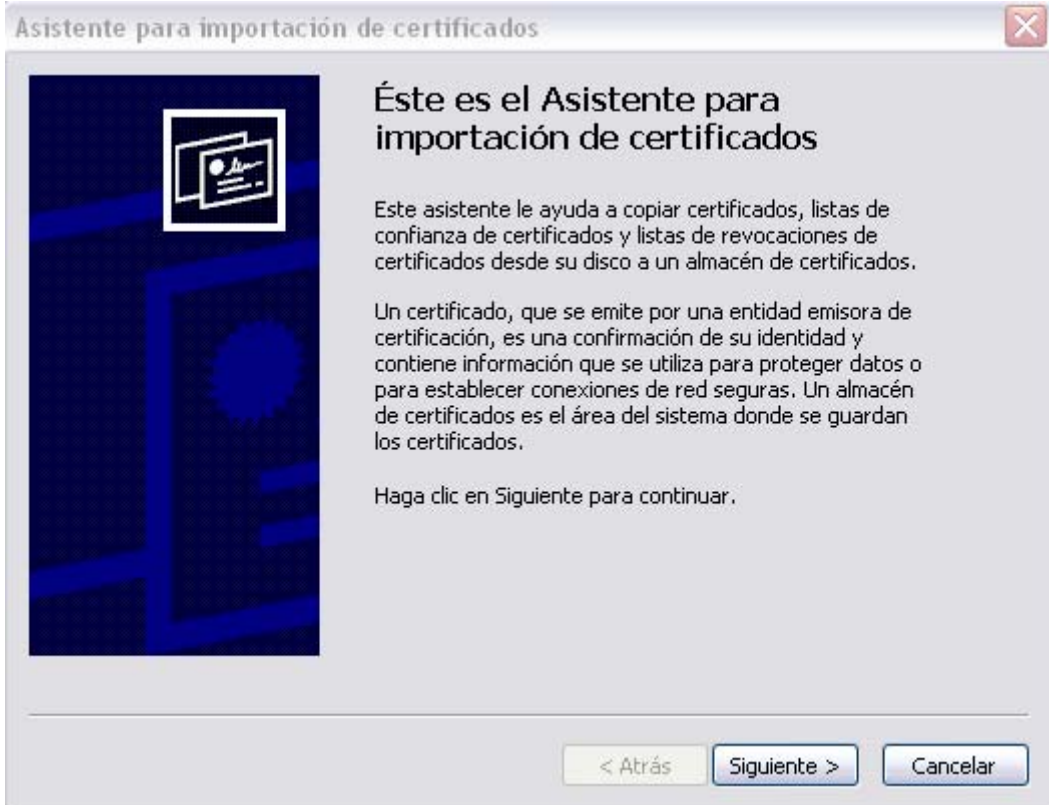 Asistente para importación de certificados
Éste es el Asistente para
importación de certificados
Este asistente le ayuda a copiar certificados, listas de
confianza de certificados y listas de revocaciones de
certificados desde su disco a un almacén de certificados.
Un certificado, que se emite por una entidad emisora de
certificación, es una confirmación de su identidad y
contiene información que se utiliza para proteger datos o
para establecer conexiones de red seguras. Un almacén
de certificados es el área del sistema donde se guardan
los certificados.
Haga clic en Siguiente para continuar.
< Atrás Siguiente > Cancelar